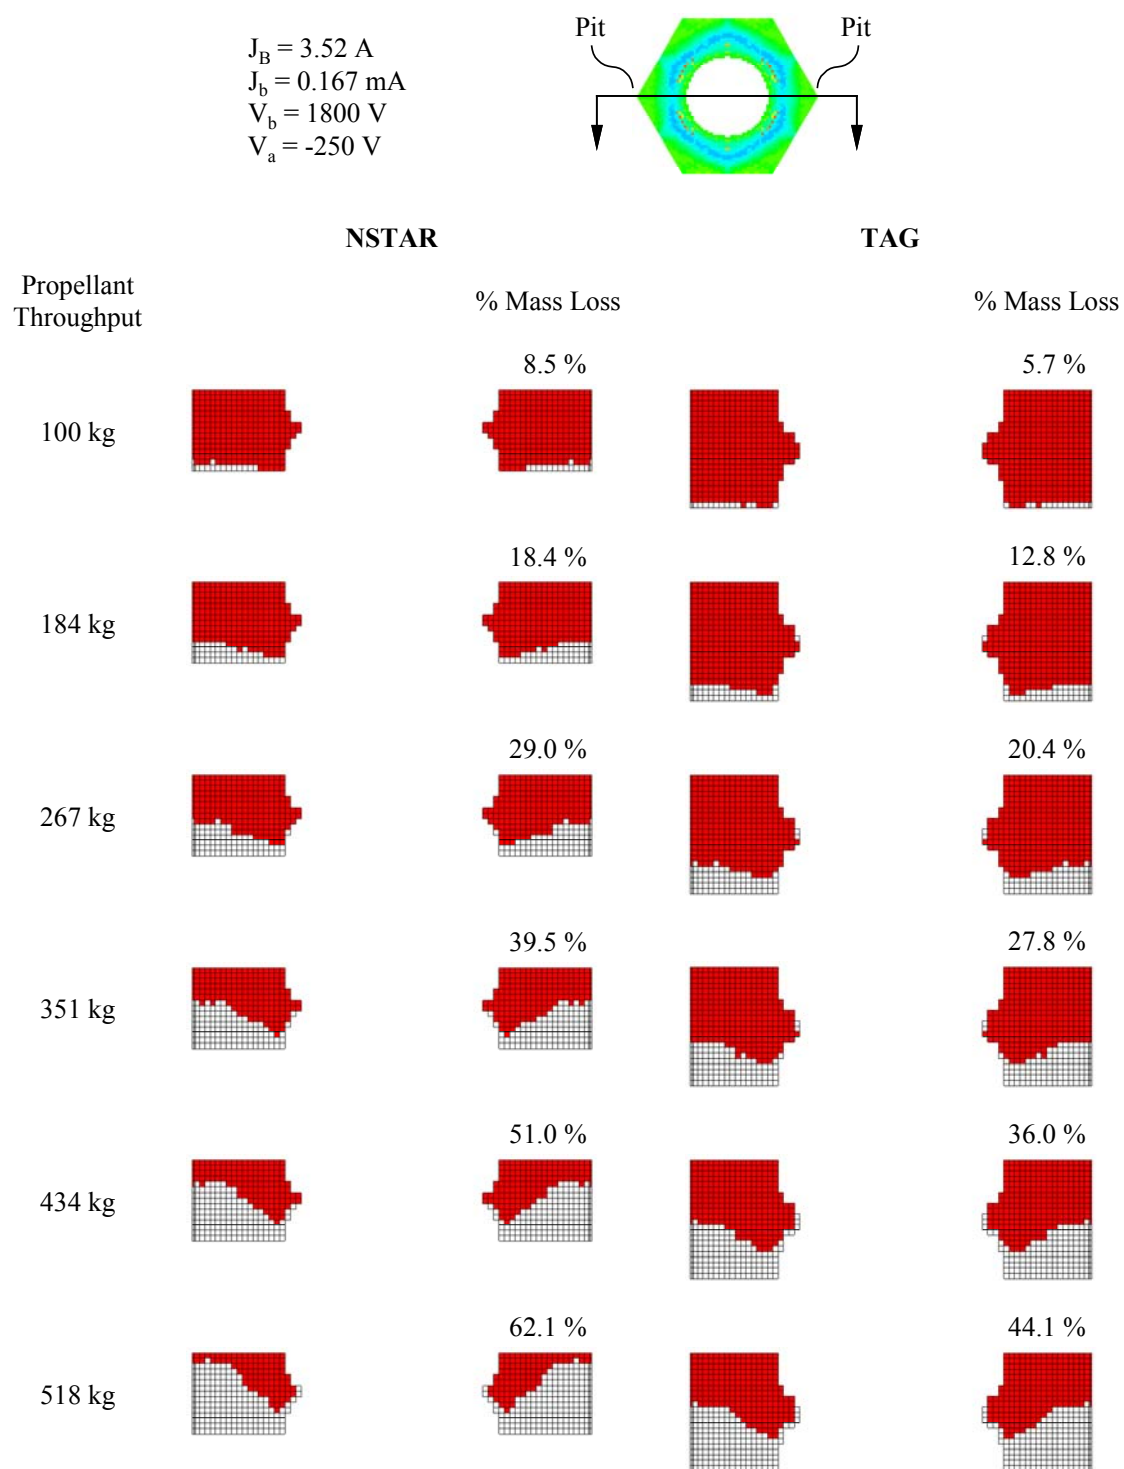 J_B = 3.52 A
J_b = 0.167 mA
V_b = 1800 V
V_a = -250 V
Pit
Pit
NSTAR
TAG
Propellant
Throughput
% Mass Loss
% Mass Loss
8.5 %
5.7 %
100 kg
18.4 %
12.8 %
184 kg
29.0 %
20.4 %
267 kg
39.5 %
27.8 %
351 kg
51.0 %
36.0 %
434 kg
62.1 %
44.1 %
518 kg